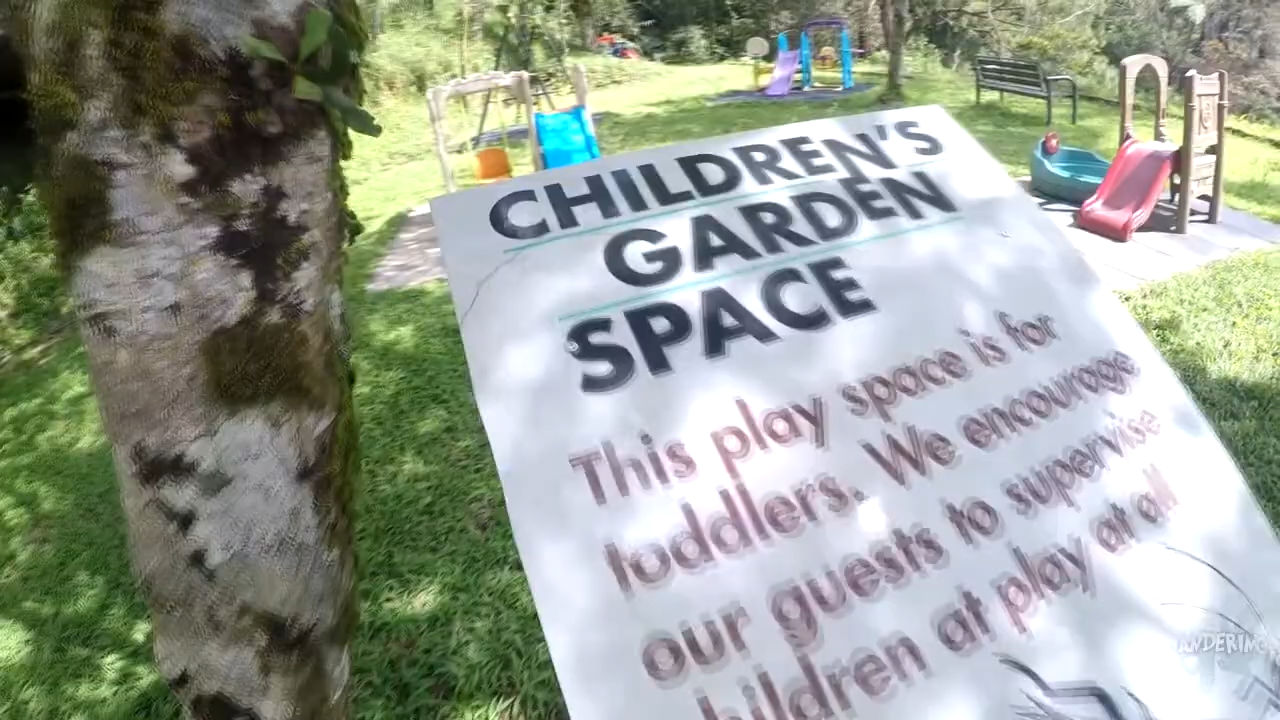 CHILDREN'S
GARDEN
SPACE
This play space is for
toddlers. We encourage
our guests to supervise
children at play at all